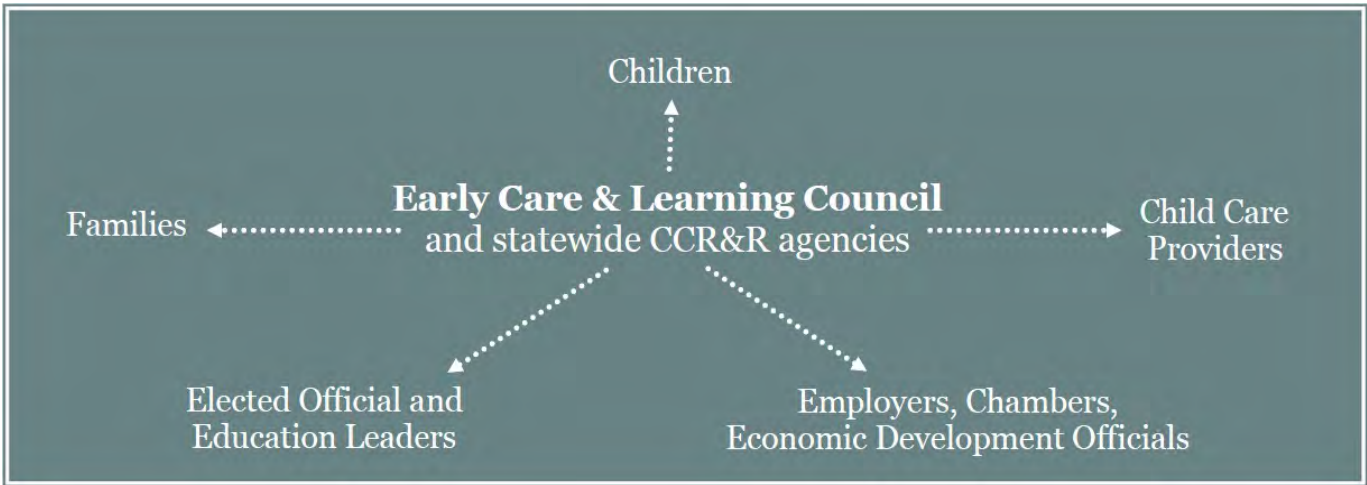 Children
Early Care & Learning Council
and statewide CCR&R agencies
Families
Child Care
Providers
Elected Official and
Education Leaders
Employers, Chambers,
Economic Development Officials